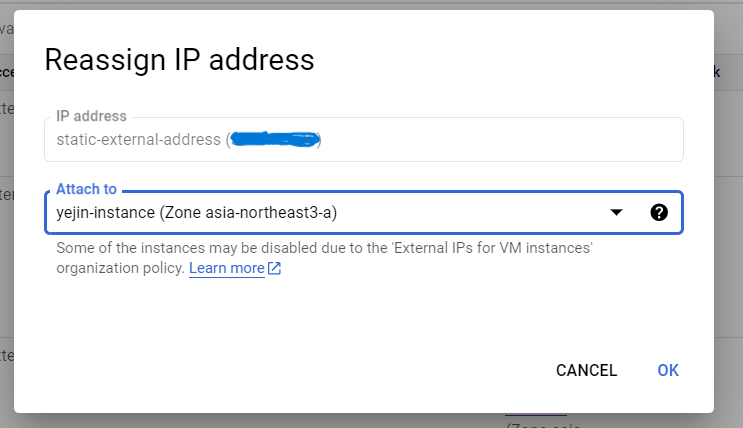 Reassign IP address
IP address
static-external-address (
Attach to
yejin-instance (Zone asia-northeast3-a)
Some of the instances may be disabled due to the 'External IPs for VM instances'
organization policy. Learn more
CANCEL
OK